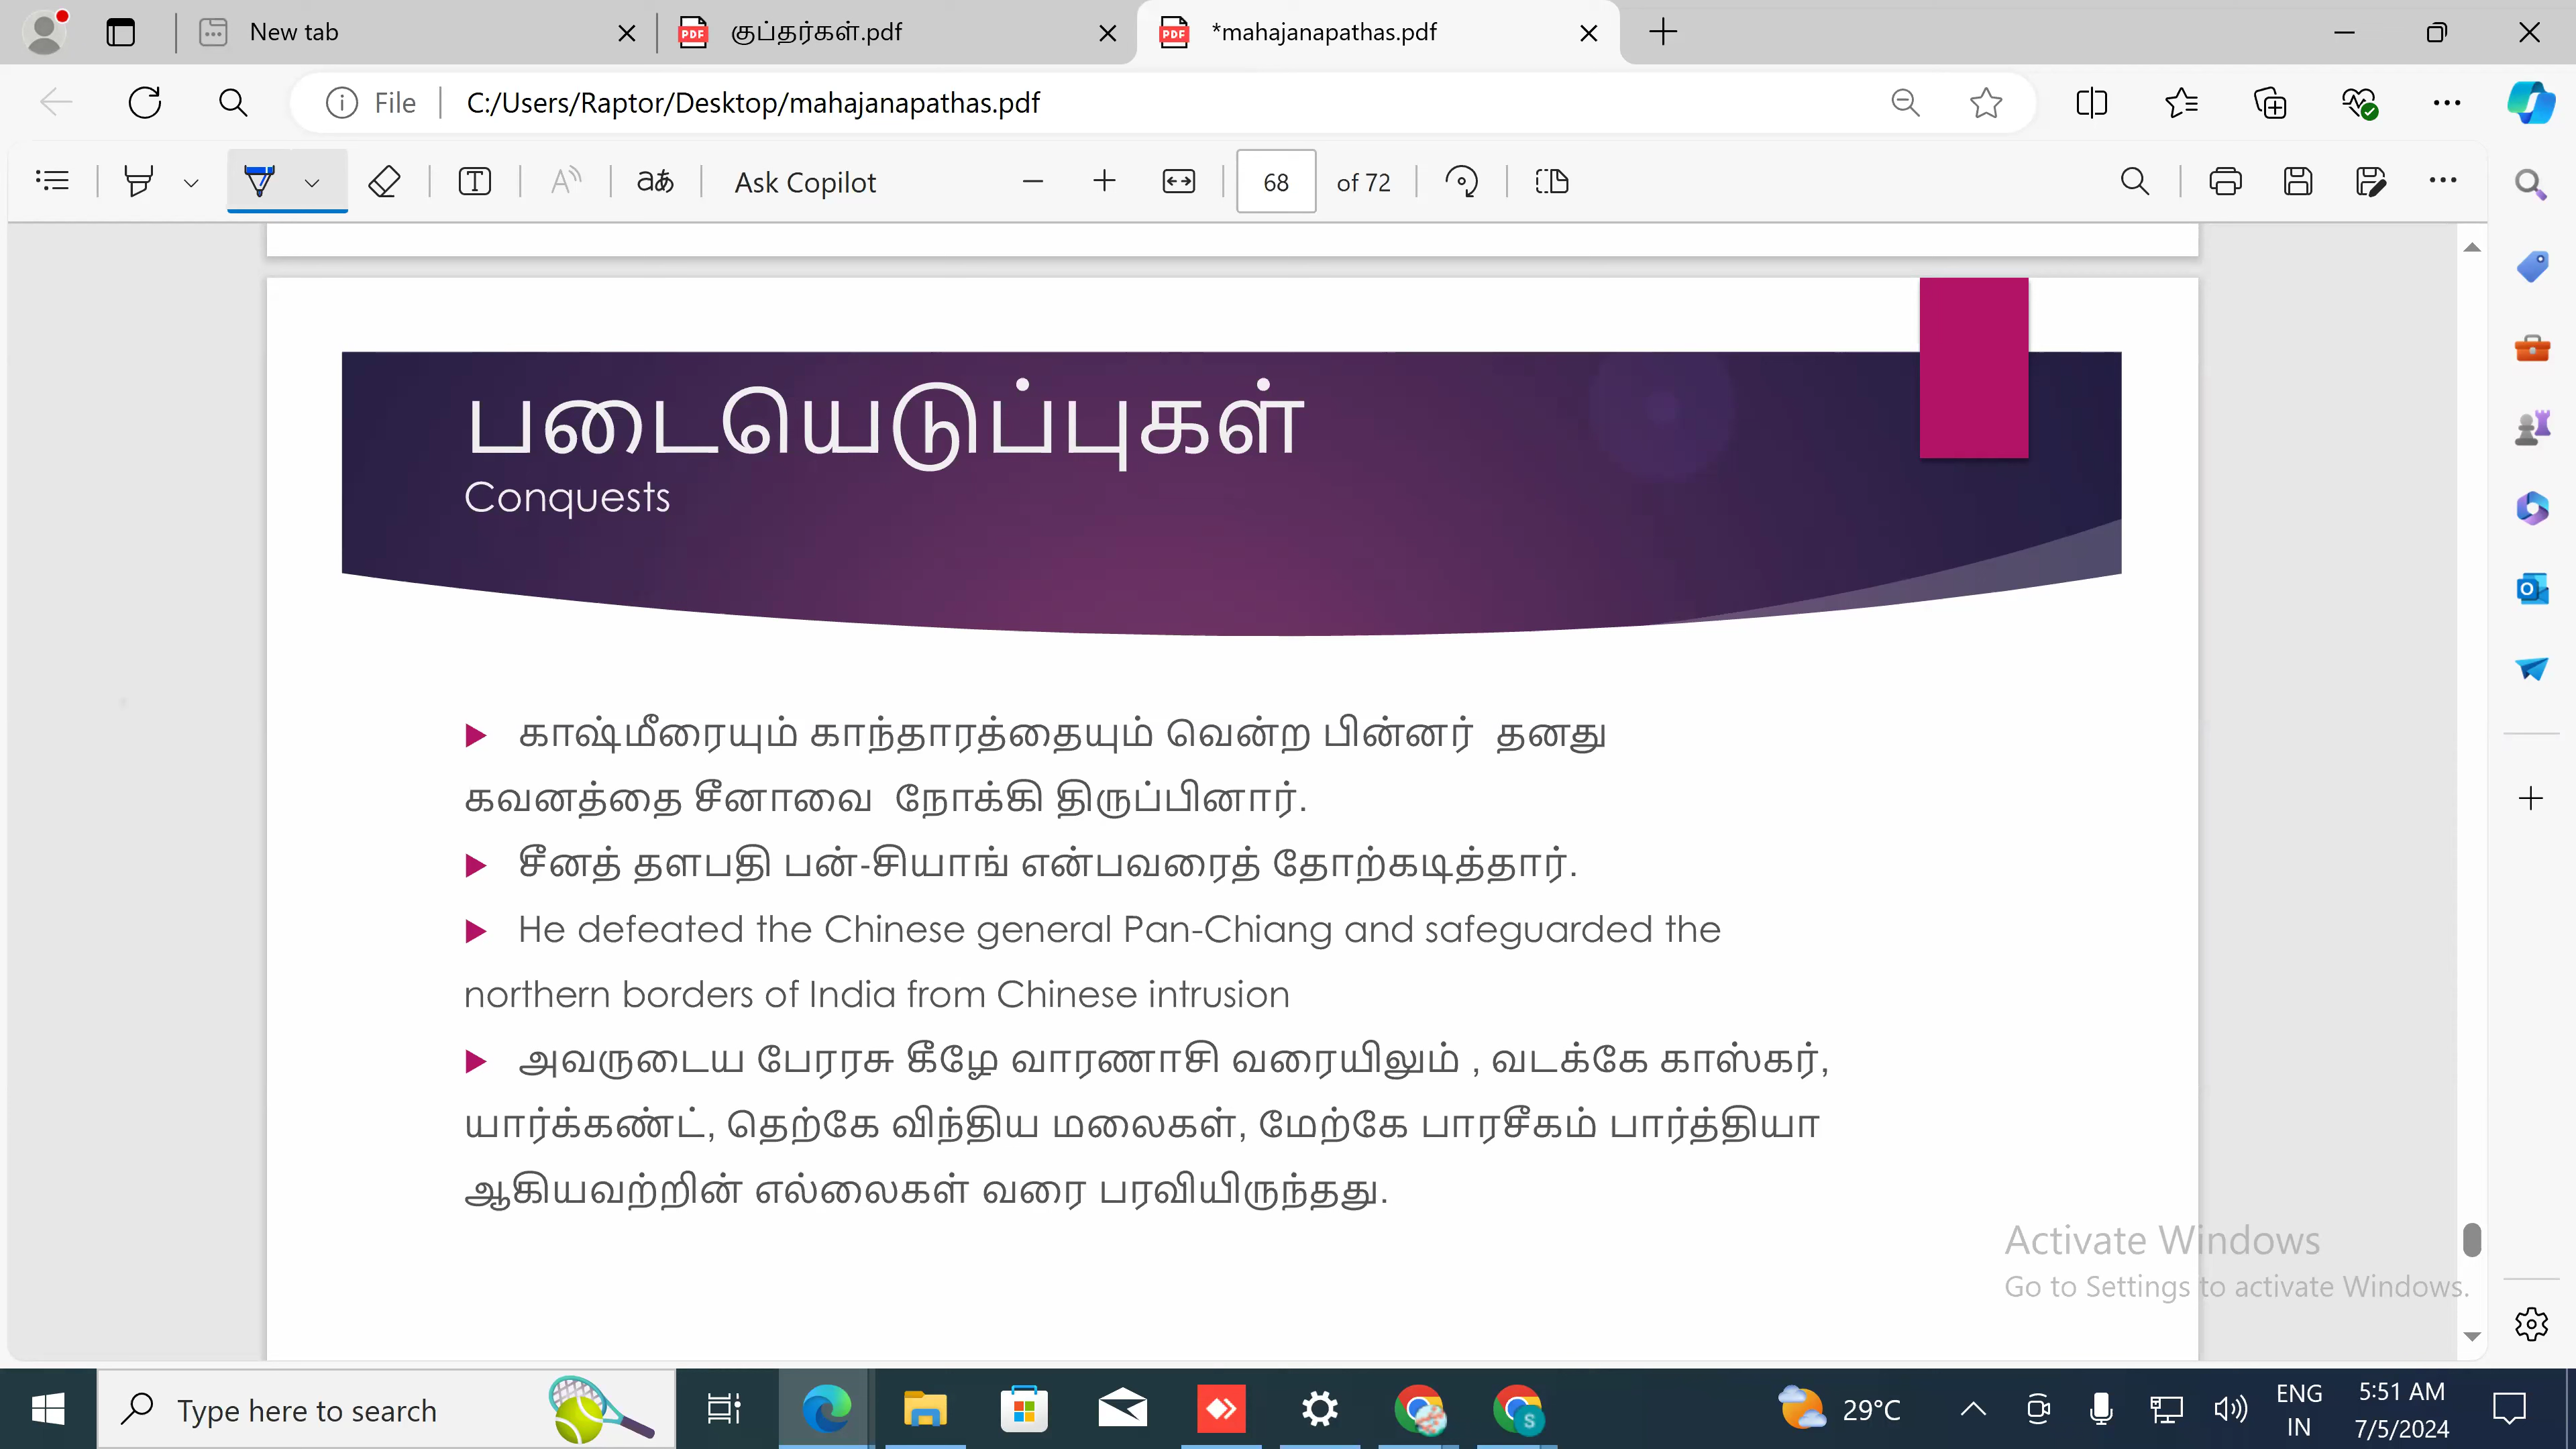 New tab
குப்தர்கள்.pdf
*mahajanapathas.pdf
File
C:/Users/Raptor/Desktop/mahajanapathas.pdf
Ask Copilot
68 of 72
படையெடுப்புகள்
Conquests
காஷ்மீரையும் காந்தாரத்தையும் வென்ற பின்னர் தனது
கவனத்தை சீனாவை நோக்கி திருப்பினார்.
சீனத் தளபதி பன்-சியாங் என்பவரைத் தோற்கடித்தார்.
He defeated the Chinese general Pan-Chiang and safeguarded the
northern borders of India from Chinese intrusion
அவருடைய பேரரசு கீழே வாரணாசி வரையிலும் , வடக்கே காஸ்கர்,
யார்க்கண்ட், தெற்கே விந்திய மலைகள், மேற்கே பாரசீகம் பார்த்தியா
ஆகியவற்றின் எல்லைகள் வரை பரவியிருந்தது.
Activate Windows
Go to Settings to activate Windows.
Type here to search
29°C
ENG
IN
5:51 AM
7/5/2024